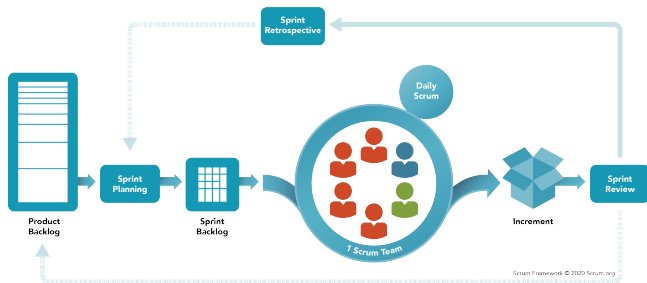 Sprint
Retrospective
Daily
Scrum
Sprint
Planning
Sprint
Review
Product
Backlog
Sprint
Backlog
1 Scrum Team
Increment
Scrum Framework © 2020 Scrum.org